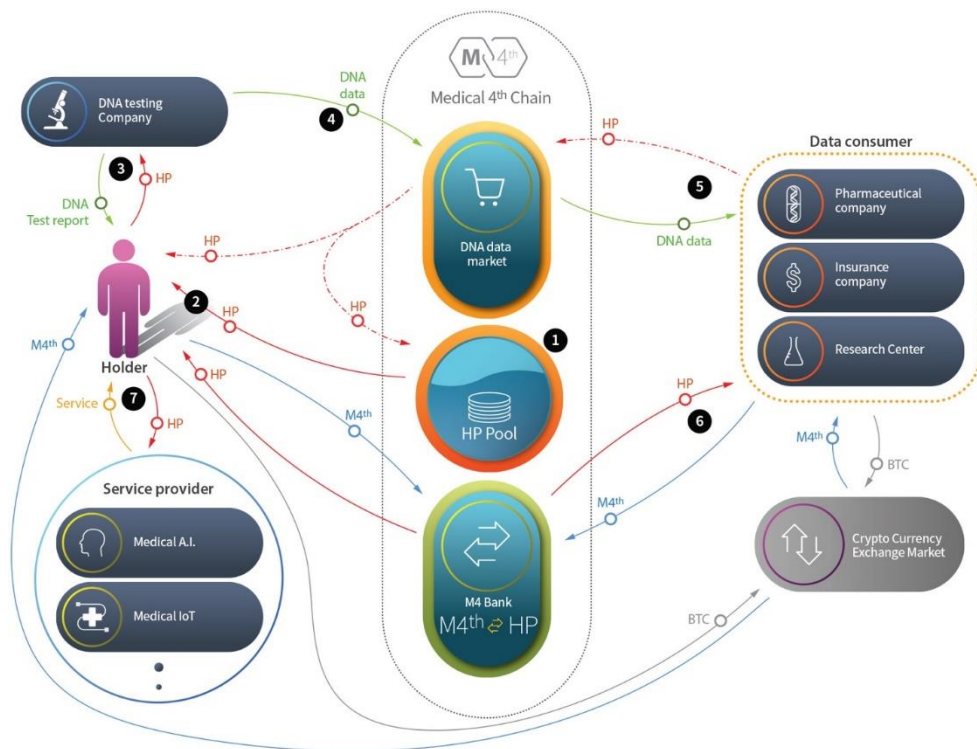 M 4th
Medical 4th Chain
DNA testing
Company
DNA
data
4
HP
Data consumer
3
HP
DNA
Test report
5
Pharmaceutical
company
DNA data
market
DNA data
HP
Insurance
company
2
HP
HP
1
M4th
Holder
HP
Research Center
Service
7
HP
M4th
HP Pool
HP
6
M4th
BTC
Service provider
M4th
Medical A.I.
Crypto Currency
Exchange Market
M4 Bank
M4th HP
Medical IoT
BTC